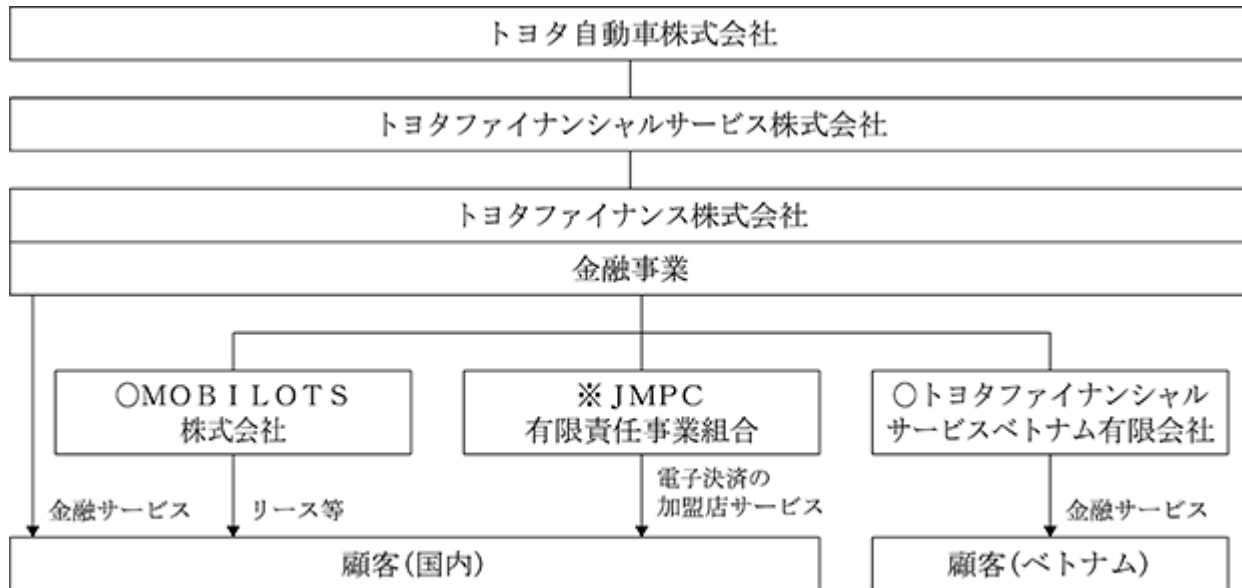 トヨタ自動車株式会社
トヨタファイナンシャルサービス株式会社
トヨタファイナンス株式会社
金融事業
○MOBILOTS
株式会社
※JMPC
有限責任事業組合
○トヨタファイナンシャル
サービスベトナム有限会社
金融サービス
リース等
電子決済の
加盟店サービス
金融サービス
顧客(国内)
顧客(ベトナム)